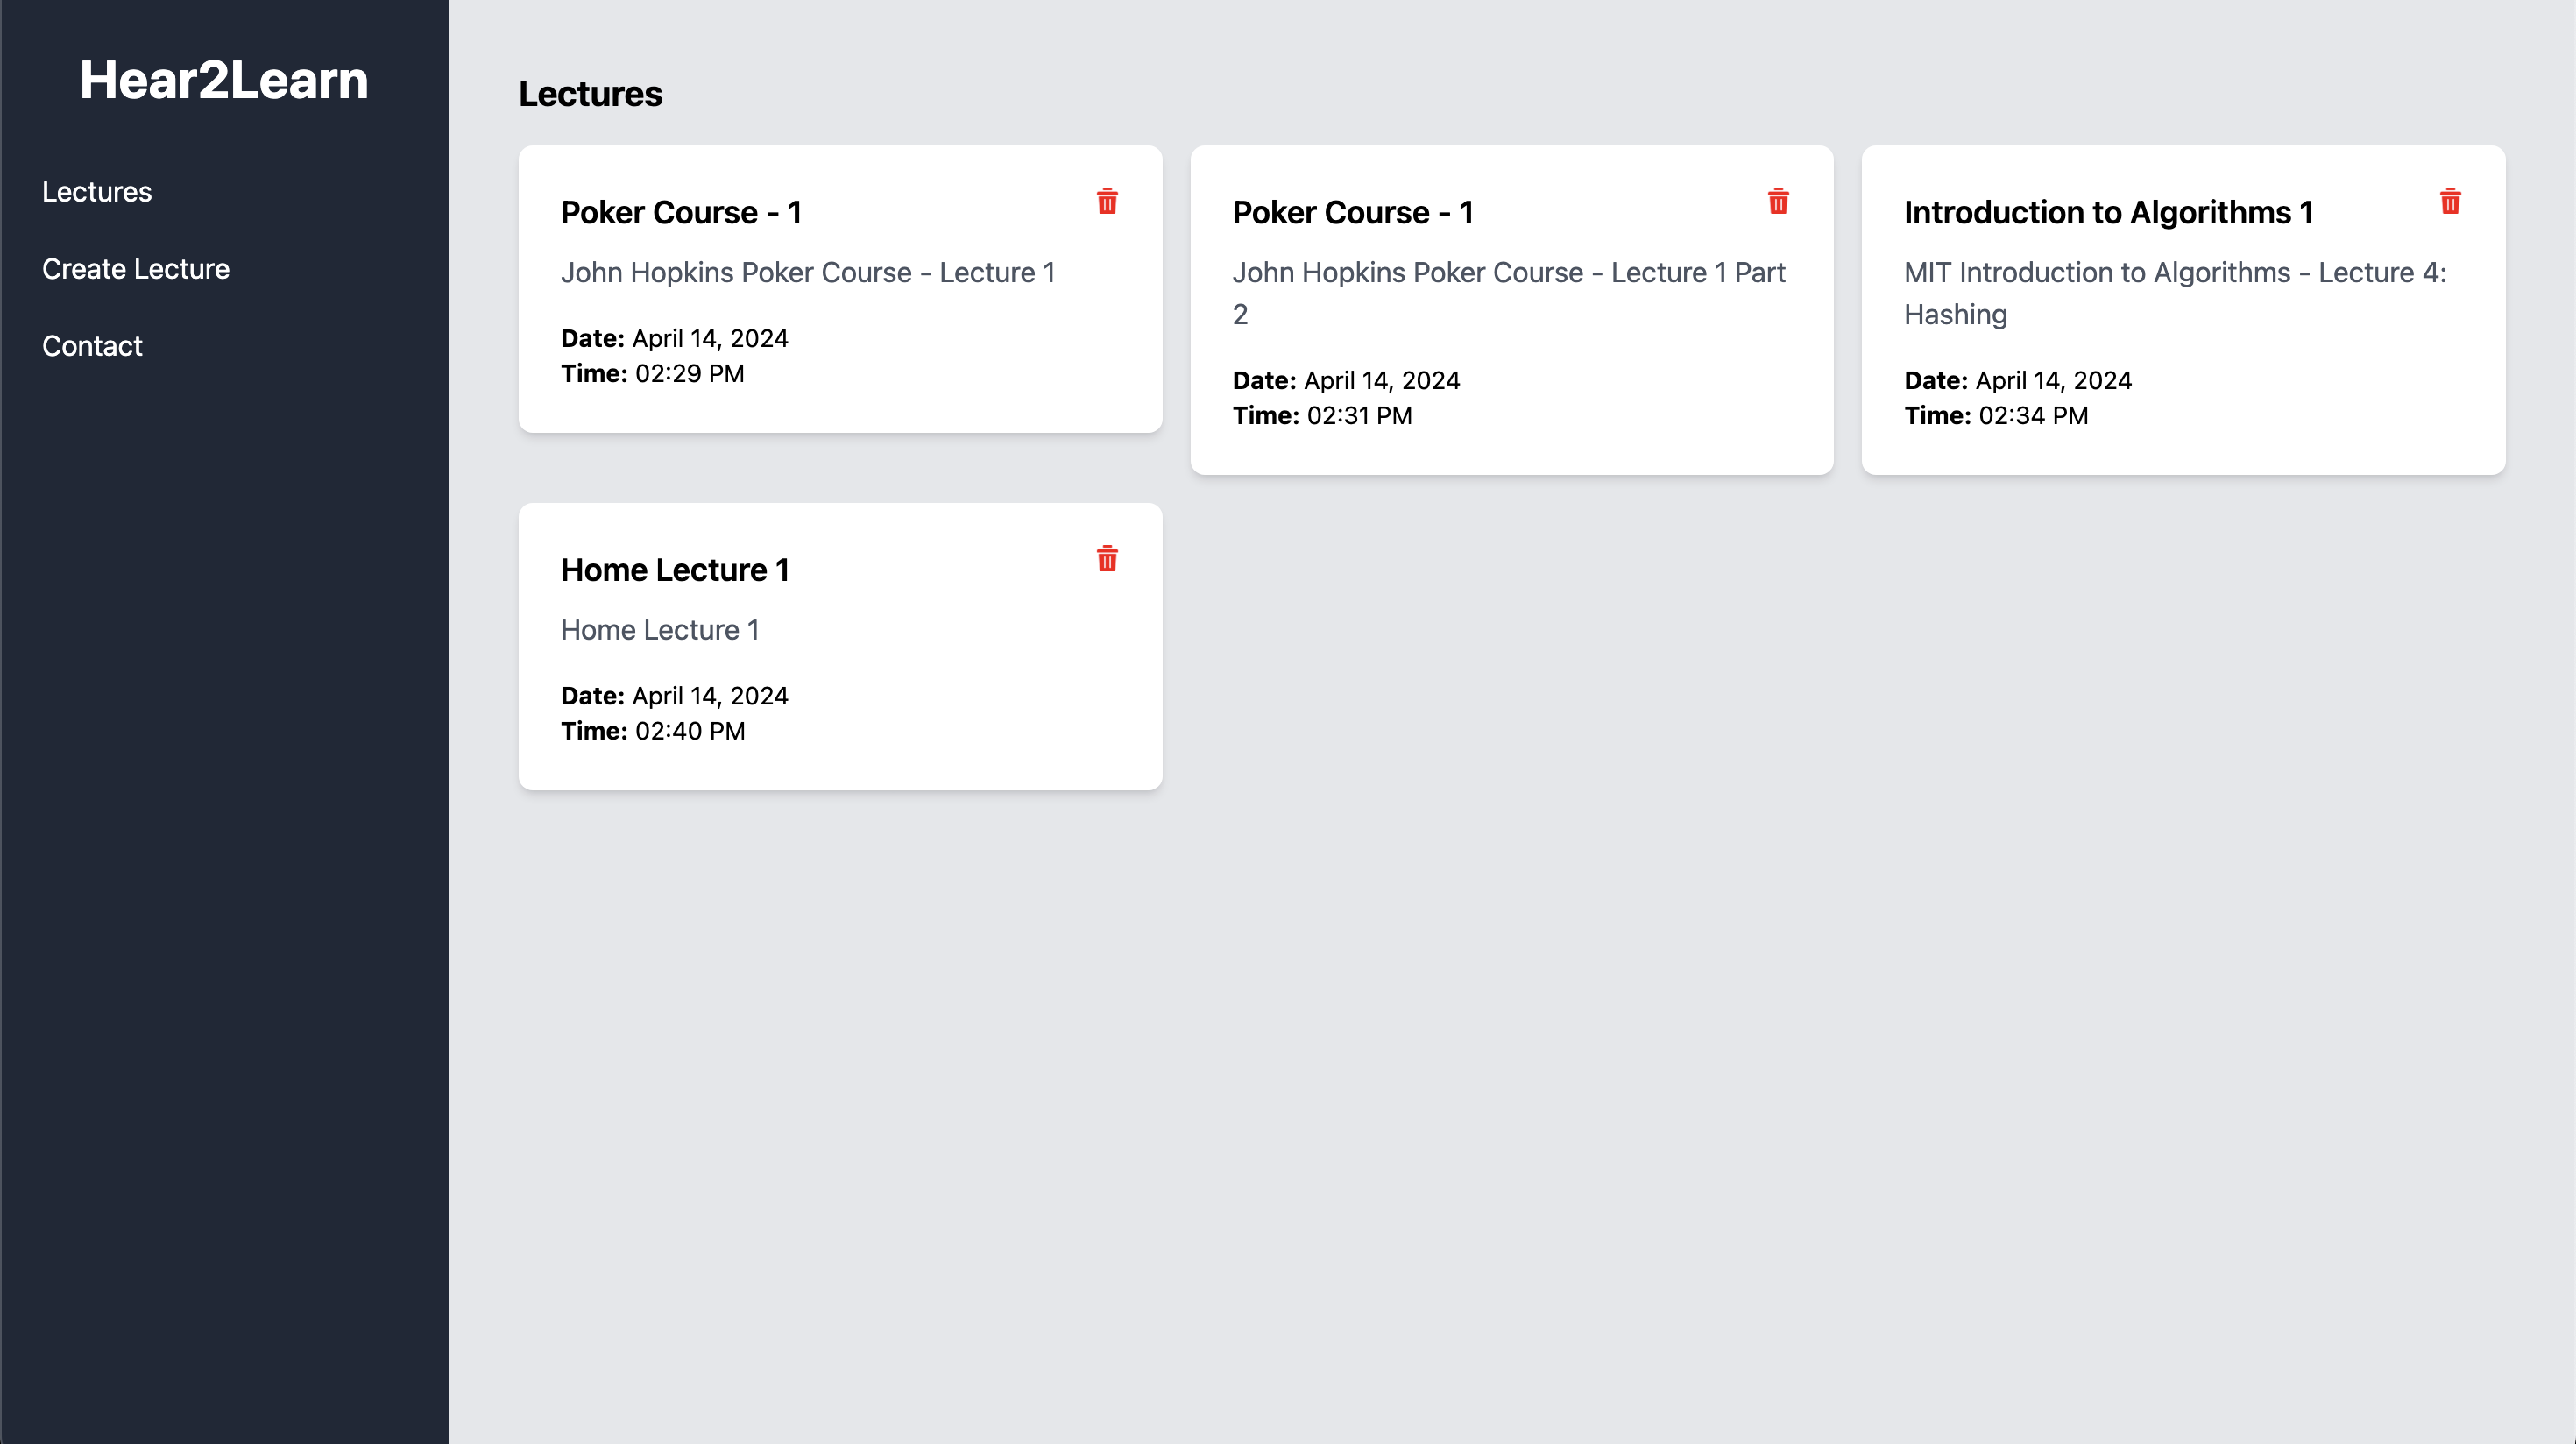 Hear2Learn
Lectures
Create Lecture
Contact
Lectures
Poker Course - 1
John Hopkins Poker Course - Lecture 1
Date: April 14, 2024
Time: 02:29 PM
Poker Course - 1
John Hopkins Poker Course - Lecture 1 Part
2
Date: April 14, 2024
Time: 02:31 PM
Introduction to Algorithms 1
MIT Introduction to Algorithms - Lecture 4:
Hashing
Date: April 14, 2024
Time: 02:34 PM
Home Lecture 1
Home Lecture 1
Date: April 14, 2024
Time: 02:40 PM